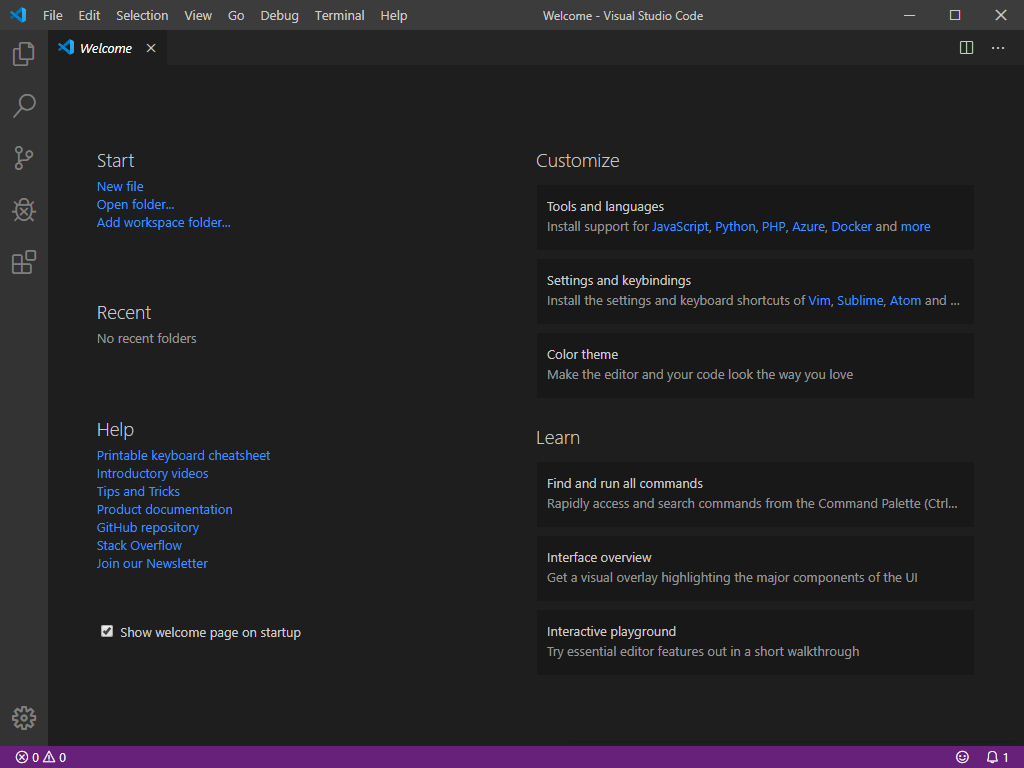 File Edit Selection View Go Debug Terminal Help
Welcome - Visual Studio Code
Welcome
Start
New file
Open folder...
Add workspace folder...
Recent
No recent folders
Help
Printable keyboard cheatsheet
Introductory videos
Tips and Tricks
Product documentation
GitHub repository
Stack Overflow
Join our Newsletter
Show welcome page on startup
Customize
Tools and languages
Install support for JavaScript, Python, PHP, Azure, Docker and more
Settings and keybindings
Install the settings and keyboard shortcuts of Vim, Sublime, Atom and ...
Color theme
Make the editor and your code look the way you love
Learn
Find and run all commands
Rapidly access and search commands from the Command Palette (Ctrl...
Interface overview
Get a visual overlay highlighting the major components of the UI
Interactive playground
Try essential editor features out in a short walkthrough
0 0
1